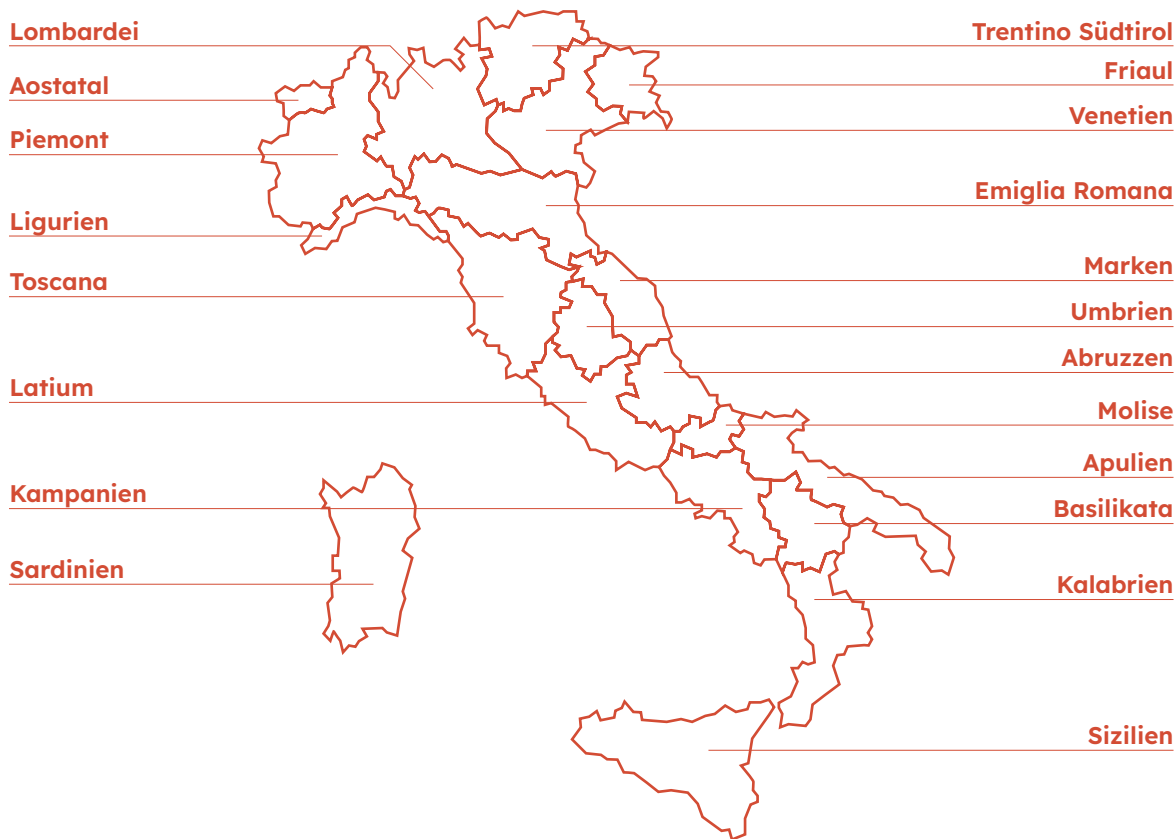 Lombardei
Aostatal
Piemont
Ligurien
Toscana
Latium
Kampanien
Sardinien
Trentino Südtirol
Friaul
Venetien
Emiglia Romana
Marken
Umbrien
Abruzzen
Molise
Apulien
Basilikata
Kalabrien
Sizilien